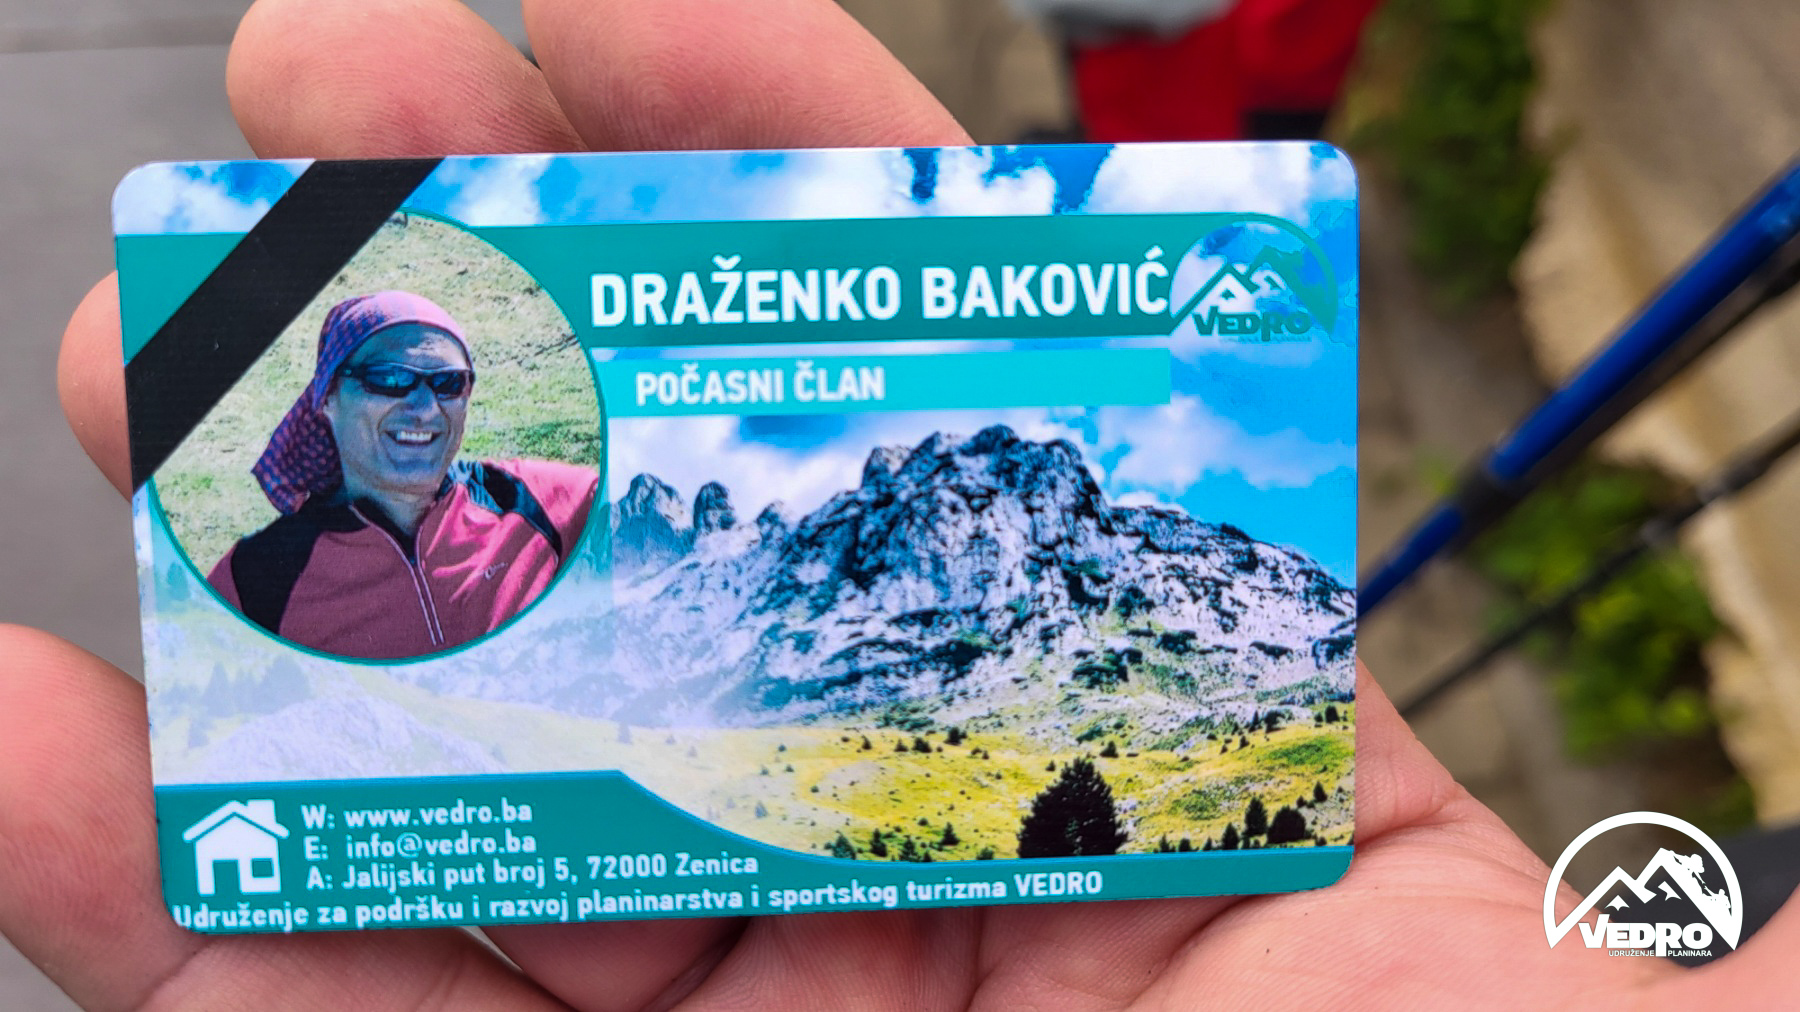 DRAŽENKO BAKOVIĆ
VEDRO
POČASNI ČLAN
W: www.vedro.ba
E: info@vedro.ba
A: Jalijski put broj 5, 72000 Zenica
Udruženje za podršku i razvoj planinarstva i sportskog turizma VEDRO
VEDRO
UDRUŽENJE PLANINARA